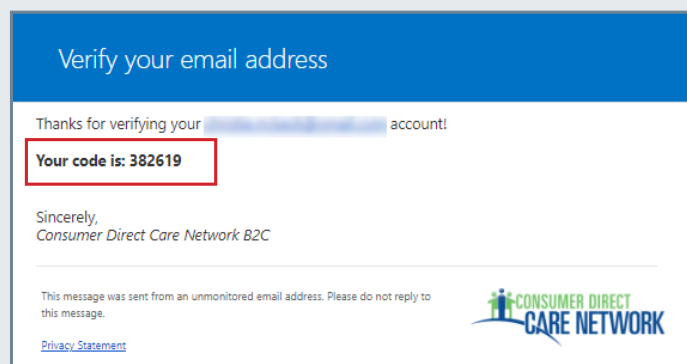 Verify your email address
Thanks for verifying your account!
Your code is: 382619
Sincerely,
Consumer Direct Care Network B2C
This message was sent from an unmonitored email address. Please do not reply to
this message.
Privacy Statement
CONSUMER DIRECT
CARE NETWORK